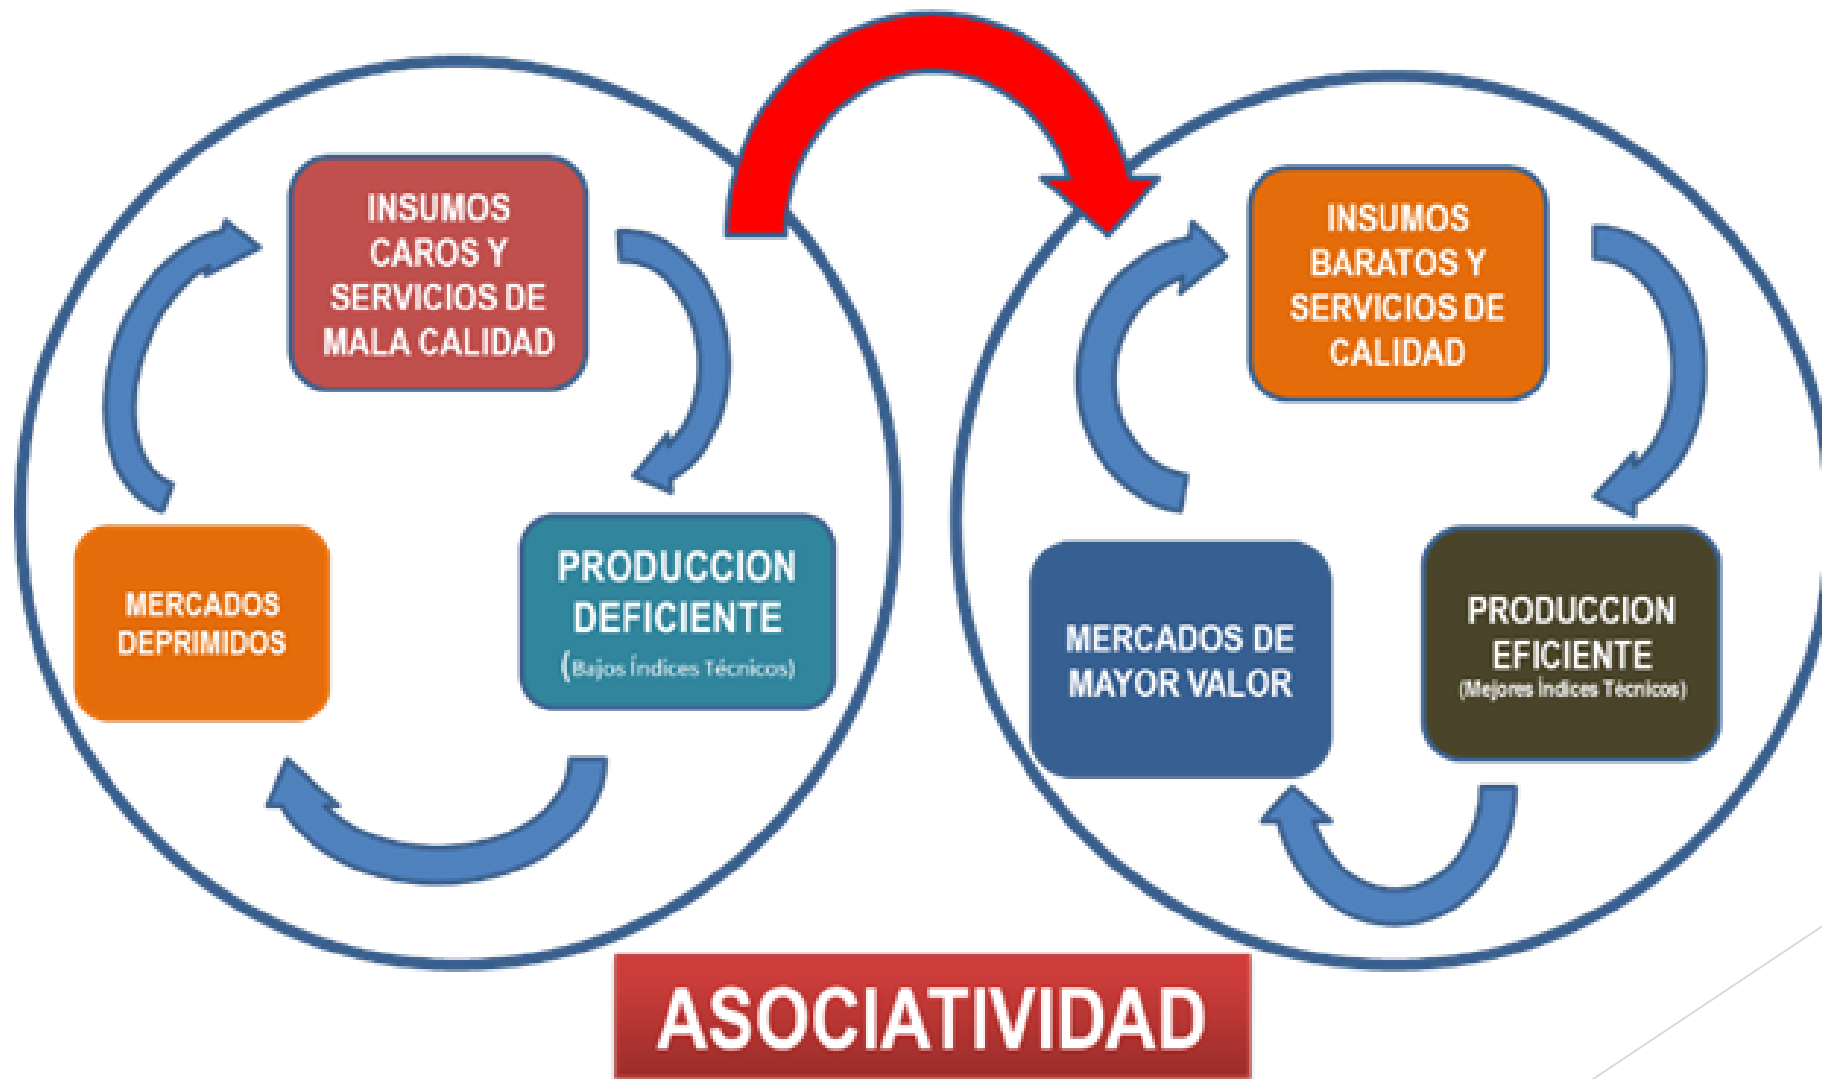 INSUMOS
CAROS Y
SERVICIOS DE
MALA CALIDAD
PRODUCCION
DEFICIENTE
(Bajos Índices Técnicos)
MERCADOS
DEPRIMIDOS
INSUMOS
BARATOS Y
SERVICIOS DE
CALIDAD
PRODUCCION
EFICIENTE
(Mejores Índices Técnicos)
MERCADOS DE
MAYOR VALOR
ASOCIATIVIDAD